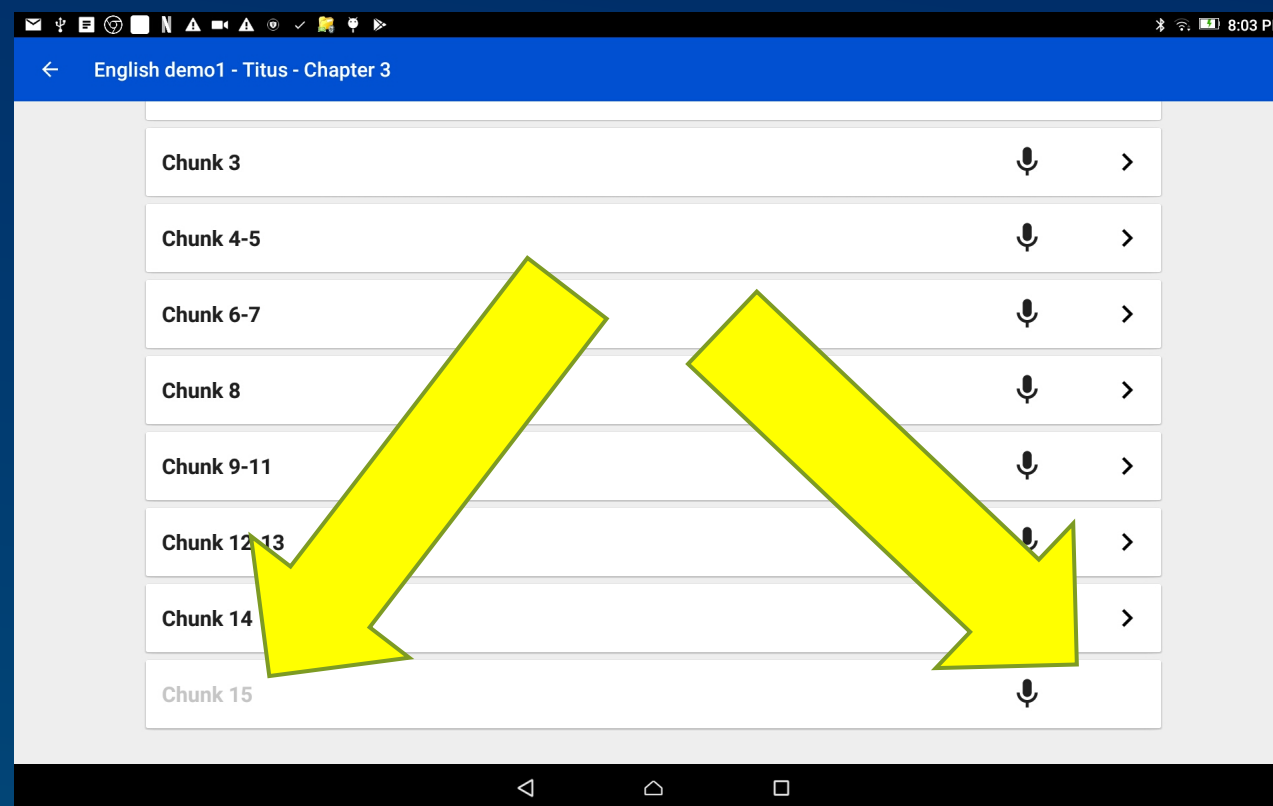 8:03 P
English demo1 - Titus - Chapter 3
Chunk 3
Chunk 4-5
Chunk 6-7
Chunk 8
Chunk 9-11
Chunk 12-13
Chunk 14
Chunk 15